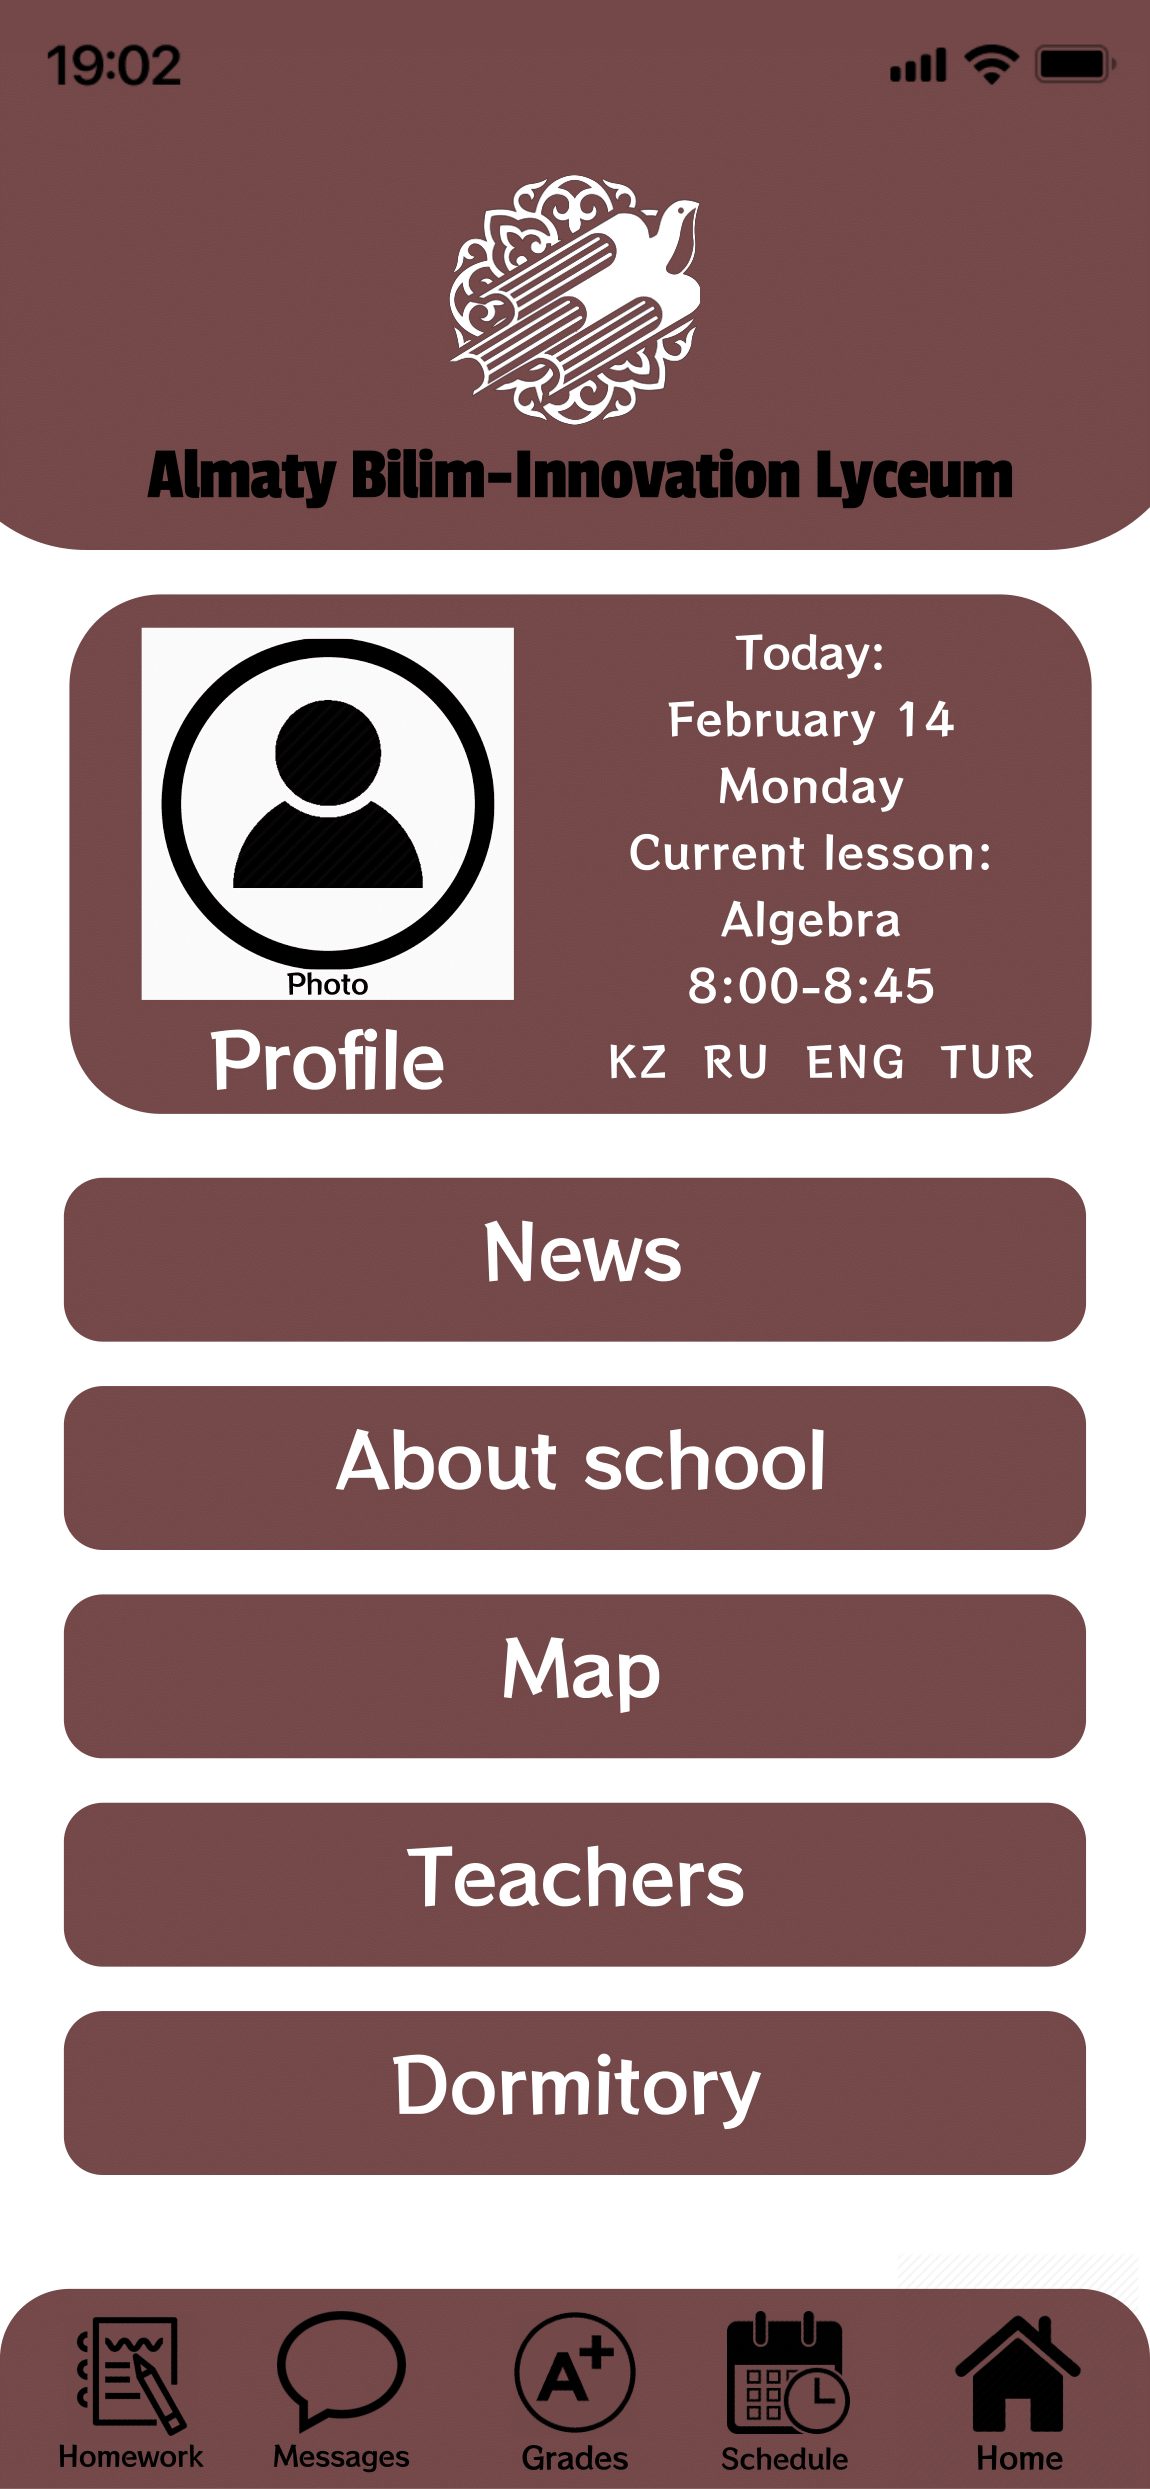 19:02
Almaty Bilim-Innovation Lyceum
Today:
February 14
Monday
Current lesson:
Algebra
8:00-8:45
KZ RU ENG TUR
Photo
Profile
News
About school
Map
Teachers
Dormitory
A+
Homework
Messages
Grades
Schedule
Home